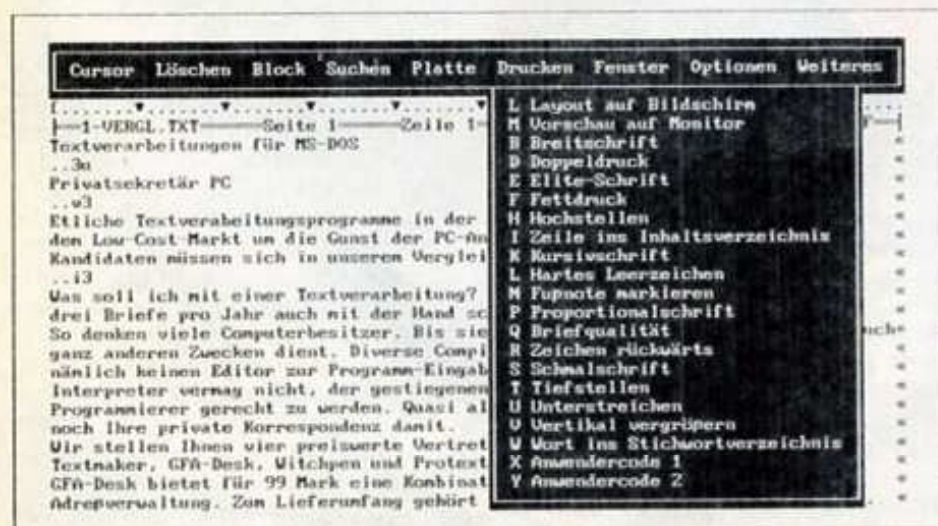 Cursor Löschen Block Suchen Platte Drucken Fenster Optionen Weiteres
1-VERGL.TXT Seite 1 Zeile 1
Textverarbeitungen für MS-DOS
..3u
Privatsekretär PC
..v3
Etliche Textverabeitungsprogramme in der
dem Low-Cost Markt um die Gunst der PC-An
Kandidaten müssen sich in unserem Verglei
..i3
Was soll ich mit einer Textverarbeitung?
drei Briefe pro Jahr auch mit der Hand sc
So denken viele Computerbesitzer. Bis sie
ganz anderen Zwecken dient. Diverse Compi
nämlich keinen Editor zur Programm-Eingab
Interpreter vermag nicht, der gestiegenen
Programmierer gerecht zu werden. Quasi al
noch Ihre private Korrespondenz damit.
Wir stellen Ihnen vier preiswerte Vertret
Textmaker, GFA-Desk, Witchpen und Protext
GFA-Desk bietet für 99 Mark eine Kombinat
Adreßverwaltung. Zum Lieferumfang gehört
L Layout auf Bildschirm
M Vorschau auf Monitor
B Breitschrift
D Doppeldruck
E Elite-Schrift
F Fettdruck
H Hochstellen
I Zeile ins Inhaltsverzeichnis
K Kursivschrift
L Hartes Leerzeichen
M Fußnote markieren
P Proportionalschrift
Q Briefqualität
R Zeichen rückwärts
S Schmalschrift
T Tiefstellen
U Unterstreichen
V Vertikal vergrößern
W Wort ins Stichwortverzeichnis
X Anwendercode 1
Y Anwendercode 2